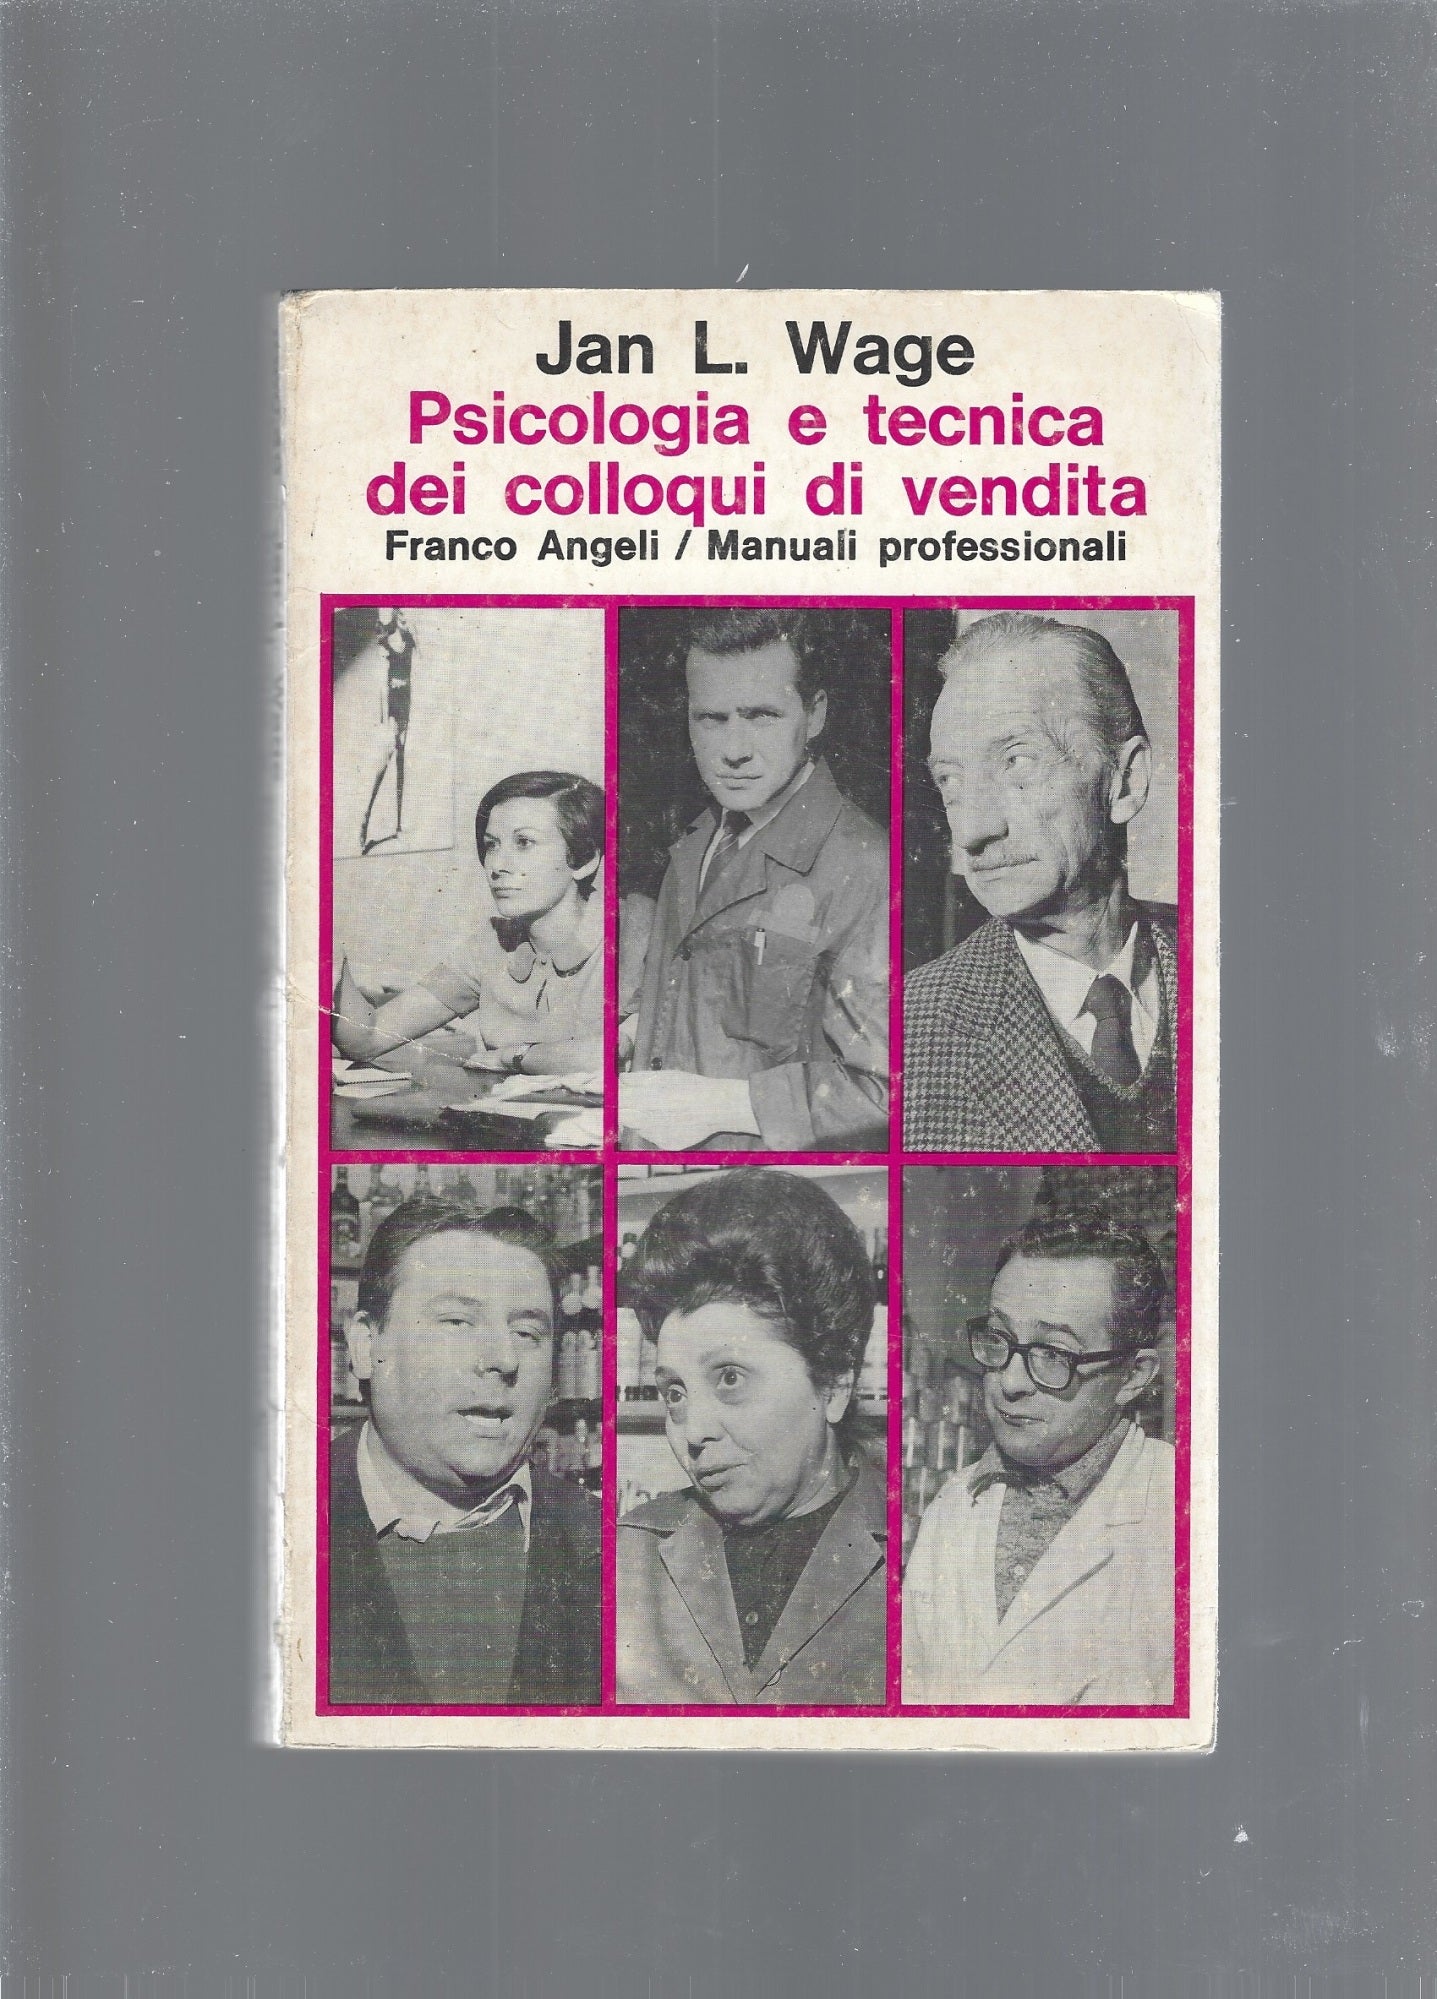 Jan L. Wage
Psicologia e tecnica
dei colloqui di vendita
Franco Angeli / Manuali professionali